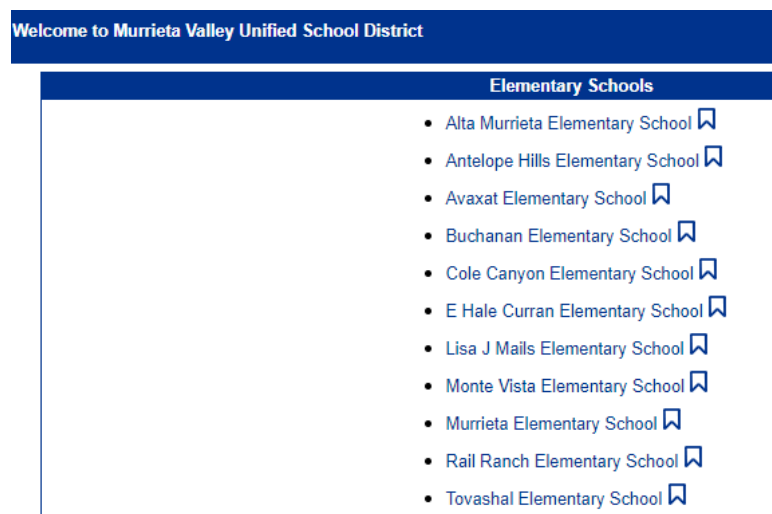 Welcome to Murrieta Valley Unified School District
Elementary Schools
Alta Murrieta Elementary School
Antelope Hills Elementary School
Avaxat Elementary School
Buchanan Elementary School
Cole Canyon Elementary School
E Hale Curran Elementary School
Lisa J Mails Elementary School
Monte Vista Elementary School
Murrieta Elementary School
Rail Ranch Elementary School
Tovashal Elementary School